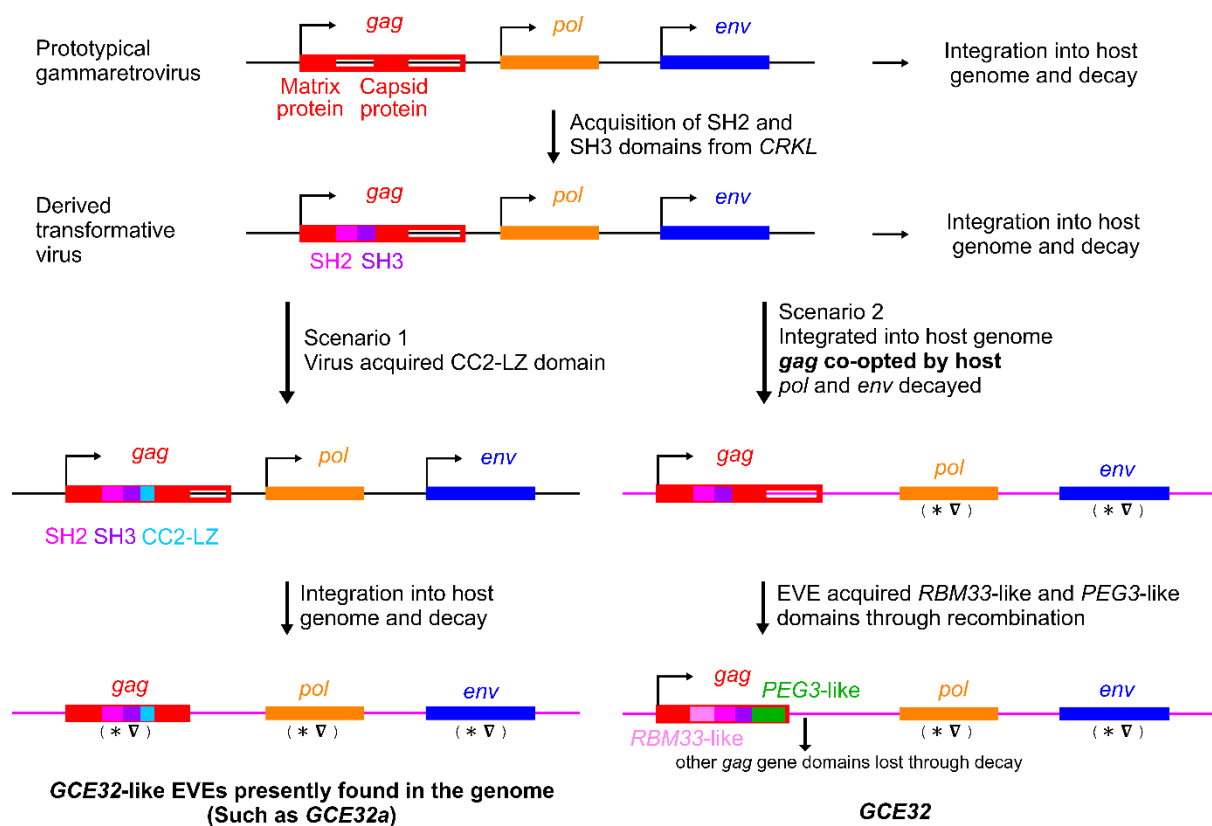 gag pol env
Prototypical
gammaretrovirus
Integration into host
genome and decay
Matrix
protein
Capsid
protein
Acquisition of SH2 and
SH3 domains from CRKL
gag pol env
Derived
transformative
virus
Integration into host
genome and decay
SH2 SH3
Scenario 1
Virus acquired CC2-LZ domain
Scenario 2
Integrated into host genome
gag co-opted by host
pol and env decayed
gag pol env
SH2 SH3 CC2-LZ
gag pol env
( * ∇ ) ( * ∇ )
Integration into host
genome and decay
EVE acquired RBM33-like and PEG3-like
domains through recombination
gag pol env
( * ∇ ) ( * ∇ ) ( * ∇ )
GCE32-like EVEs presently found in the genome
(Such as GCE32a)
gag PEG3-like pol env
RBM33-like
( * ∇ ) ( * ∇ )
other gag gene domains lost through decay
GCE32